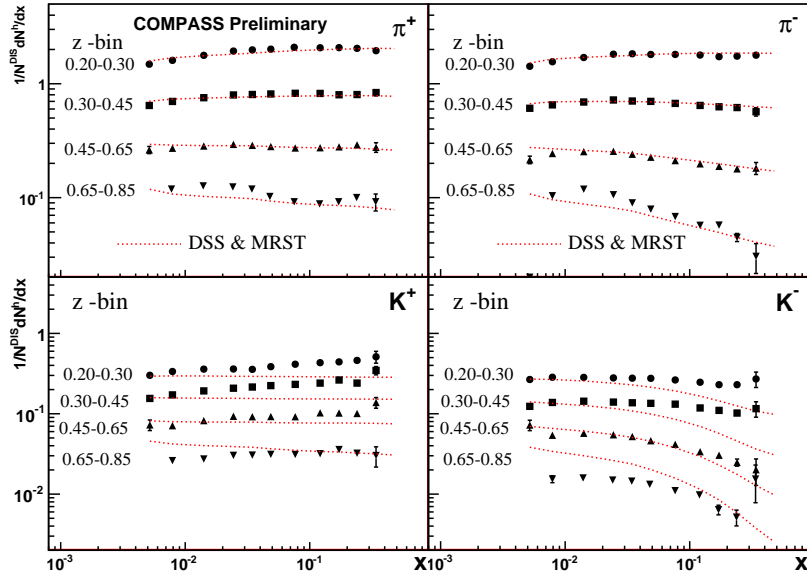 COMPASS Preliminary
π+
π-
z -bin
z -bin
0.20-0.30
0.20-0.30
0.30-0.45
0.30-0.45
0.45-0.65
0.45-0.65
0.65-0.85
0.65-0.85
DSS & MRST
DSS & MRST
1/N^DIS dN^h/dx
1
10^-1
K+
K-
z -bin
z -bin
0.20-0.30
0.20-0.30
0.30-0.45
0.30-0.45
0.45-0.65
0.45-0.65
0.65-0.85
0.65-0.85
1/N^DIS dN^h/dx
1
10^-1
10^-2
10^-3 10^-2 10^-1 x 10^-3 10^-2 10^-1 x